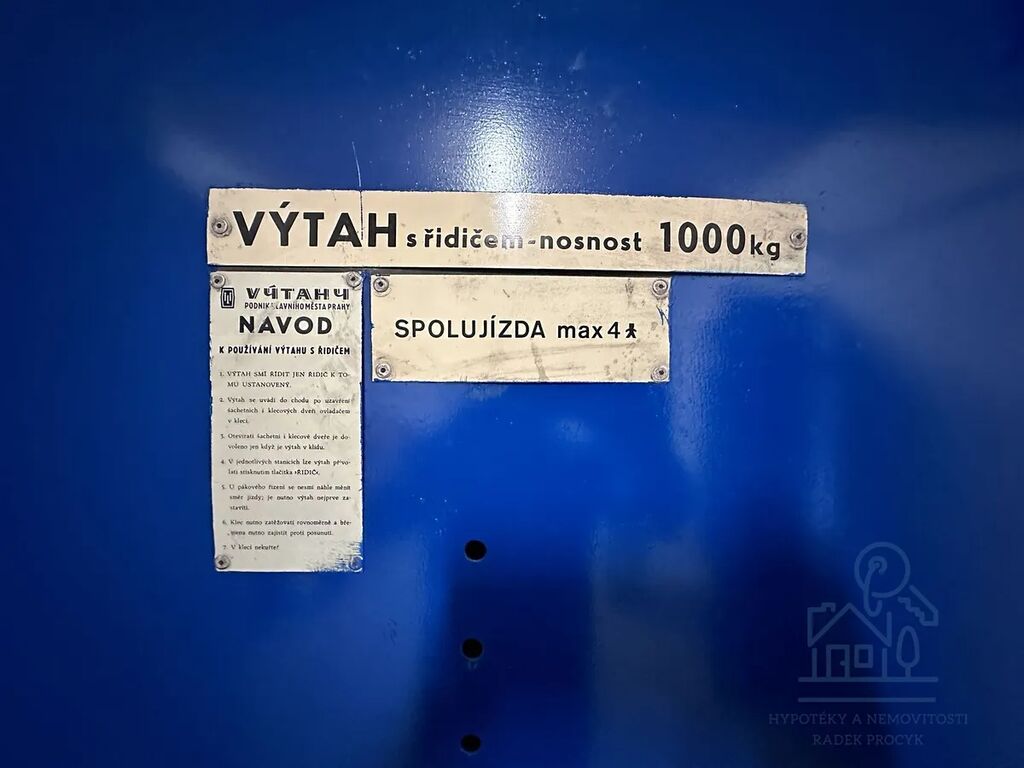 VÝTAH s řidičem - nosnost 1000 kg
VÝTAHY
PODNIK HLAVNÍHO MĚSTA PRAHY
NÁVOD
K POUŽÍVÁNÍ VÝTAHU S ŘIDIČEM
1. VÝTAH SMÍ ŘÍDIT JEN ŘIDIČ K TO-
MU USTANOVENÝ.
2. Výtah se uvádí do chodu po uzavření
šachetních i klecových dveří ovladačem
v kleci.
3. Otevírati šachetní i klecové dveře je do-
voleno jen když je výtah v klidu.
4. V jednotlivých stanicích lze výtah přivo-
lati stisknutím tlačítka »ŘIDIČ«.
5. U pákového řízení se nesmí náhle měnit
směr jízdy; je nutno výtah nejprve za-
staviti.
6. Klec nutno zatěžovati rovnoměrně a bře-
mena nutno zajistit proti posunutí.
7. V kleci nekuřte!
SPOLUJÍZDA max 4
HYPOTÉKY A NEMOVITOSTI
RADEK PROCYK